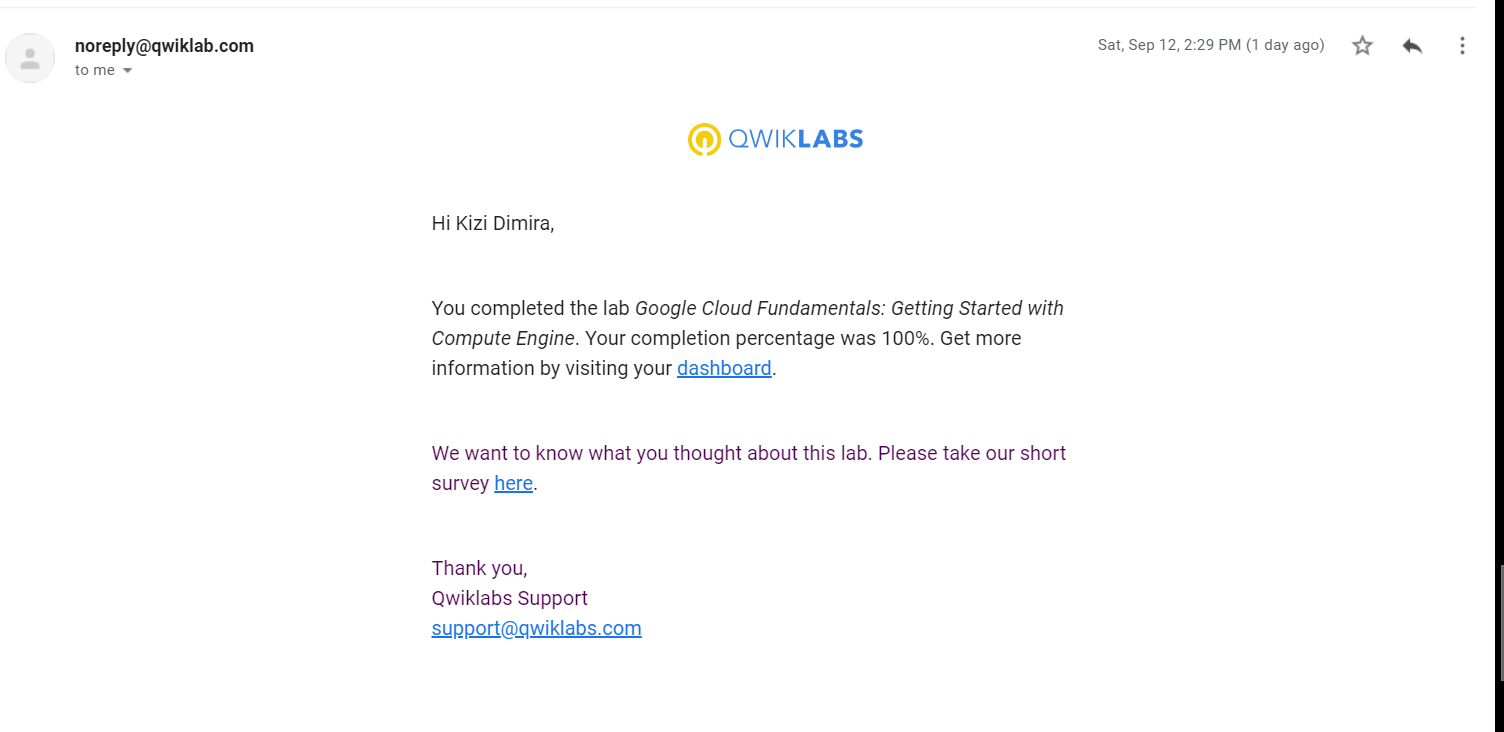 noreply@qwiklab.com
Sat, Sep 12, 2:29 PM (1 day ago)
to me
QWIKLABS
Hi Kizi Dimira,
You completed the lab Google Cloud Fundamentals: Getting Started with
Compute Engine. Your completion percentage was 100%. Get more
information by visiting your dashboard.
We want to know what you thought about this lab. Please take our short
survey here.
Thank you,
Qwiklabs Support
support@qwiklabs.com